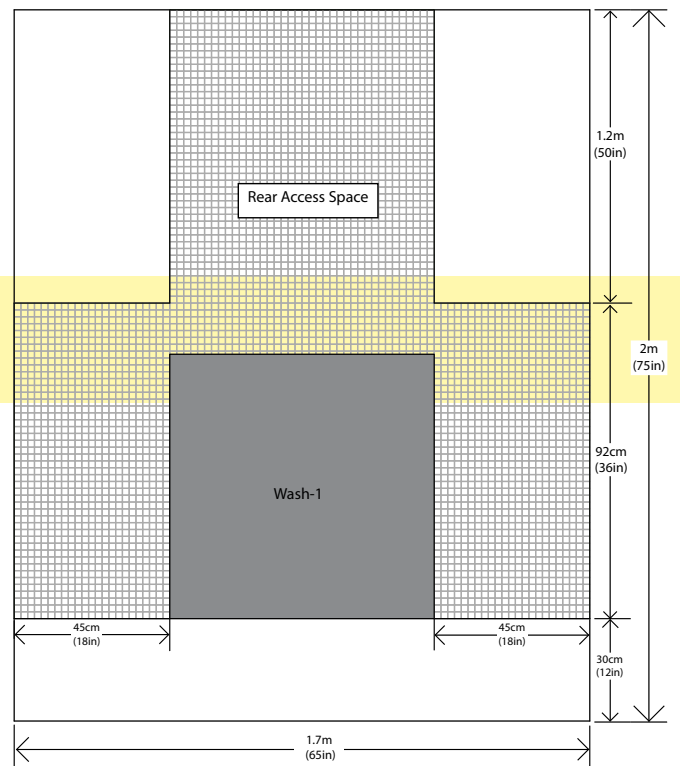 1.2m
(50in)
Rear Access Space
2m
(75in)
92cm
(36in)
Wash-1
45cm
(18in)
45cm
(18in)
30cm
(12in)
1.7m
(65in)